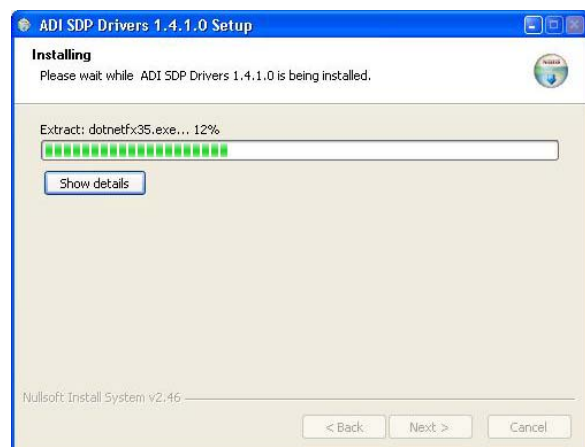 ADI SDP Drivers 1.4.1.0 Setup
Installing
Please wait while ADI SDP Drivers 1.4.1.0 is being installed.
Extract: dotnetfx35.exe... 12%
Show details
Nullsoft Install System v2.46
< Back
Next >
Cancel